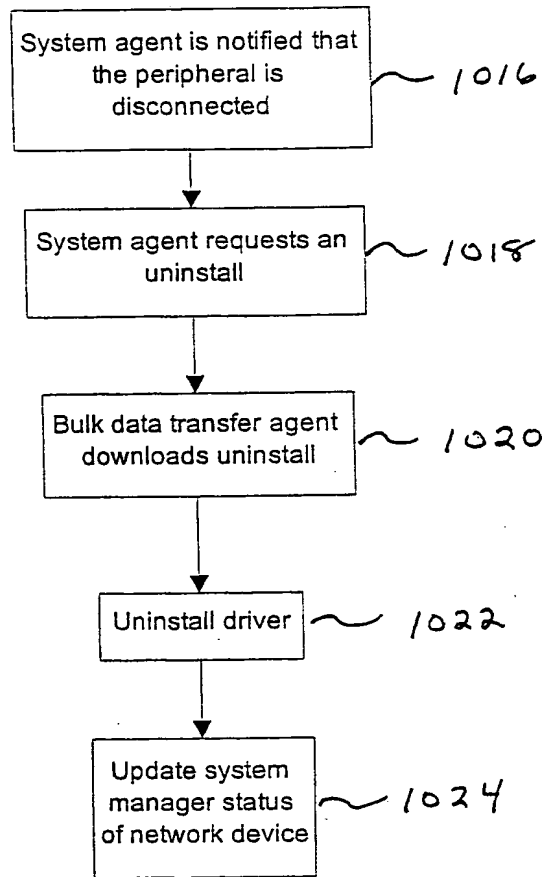 System agent is notified that
the peripheral is
disconnected
1016
System agent requests an
uninstall
1018
Bulk data transfer agent
downloads uninstall
1020
Uninstall driver
1022
Update system
manager status
of network device
1024